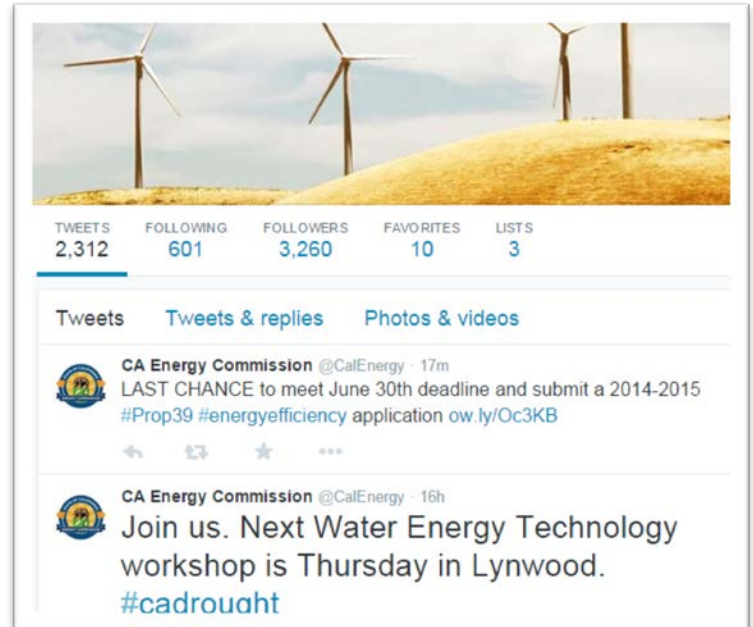 TWEETS FOLLOWING FOLLOWERS FAVORITES LISTS
2,312 601 3,260 10 3
Tweets Tweets & replies Photos & videos
CA Energy Commission @CalEnergy · 17m
LAST CHANCE to meet June 30th deadline and submit a 2014-2015
#Prop39 #energyefficiency application ow.ly/Oc3KB
CA Energy Commission @CalEnergy · 16h
Join us. Next Water Energy Technology
workshop is Thursday in Lynwood.
#cadrought